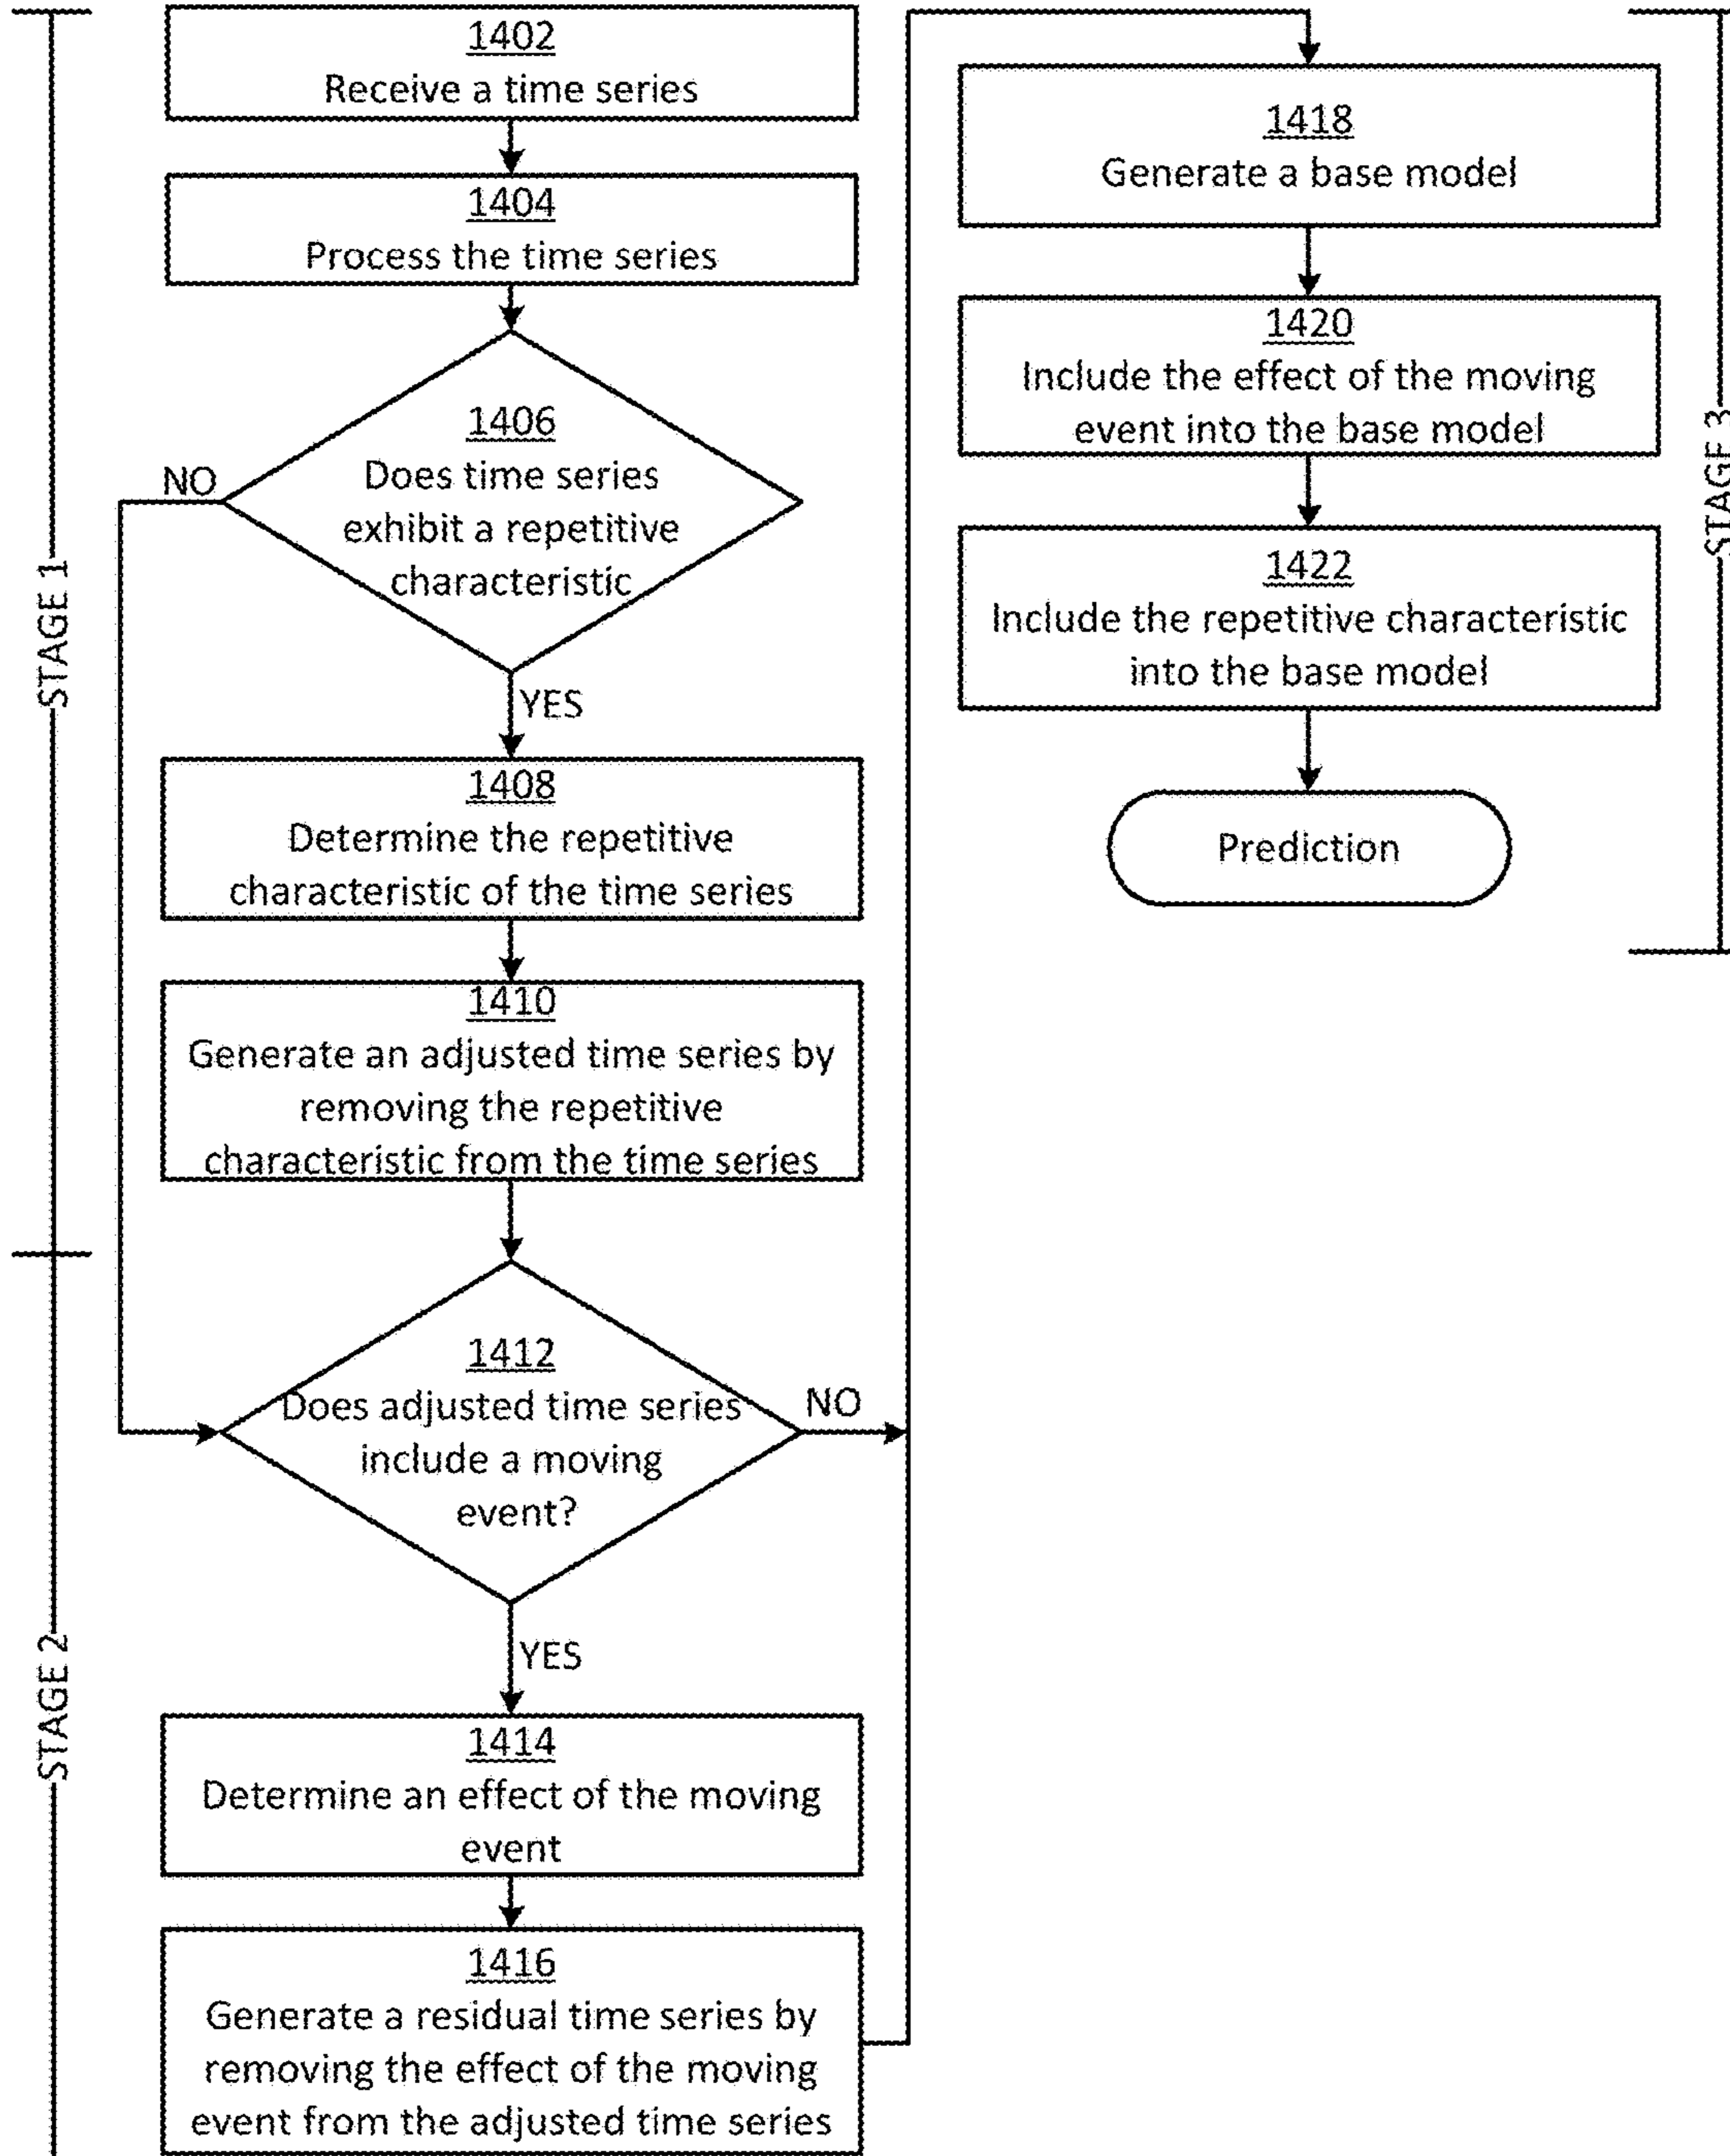 1402
Receive a time series
1404
Process the time series
1406
Does time series
exhibit a repetitive
characteristic
NO
YES
STAGE 1
1408
Determine the repetitive
characteristic of the time series
1410
Generate an adjusted time series by
removing the repetitive
characteristic from the time series
1412
Does adjusted time series
include a moving
event?
NO
YES
STAGE 2
1414
Determine an effect of the moving
event
1416
Generate a residual time series by
removing the effect of the moving
event from the adjusted time series
1418
Generate a base model
1420
Include the effect of the moving
event into the base model
1422
Include the repetitive characteristic
into the base model
Prediction
STAGE 3